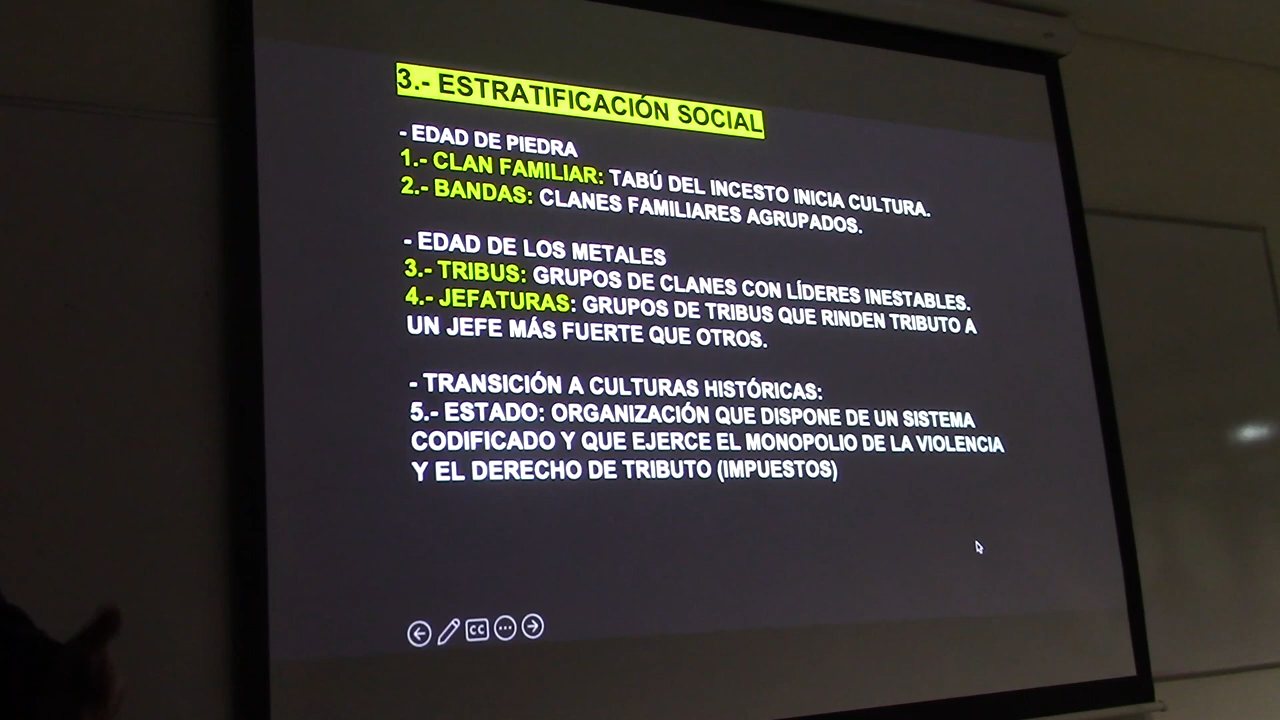 3.- ESTRATIFICACIÓN SOCIAL
- EDAD DE PIEDRA
1.- CLAN FAMILIAR: TABÚ DEL INCESTO INICIA CULTURA.
2.- BANDAS: CLANES FAMILIARES AGRUPADOS.
- EDAD DE LOS METALES
3.- TRIBUS: GRUPOS DE CLANES CON LÍDERES INESTABLES.
4.- JEFATURAS: GRUPOS DE TRIBUS QUE RINDEN TRIBUTO A
UN JEFE MÁS FUERTE QUE OTROS.
- TRANSICIÓN A CULTURAS HISTÓRICAS:
5.- ESTADO: ORGANIZACIÓN QUE DISPONE DE UN SISTEMA
CODIFICADO Y QUE EJERCE EL MONOPOLIO DE LA VIOLENCIA
Y EL DERECHO DE TRIBUTO (IMPUESTOS)
CC